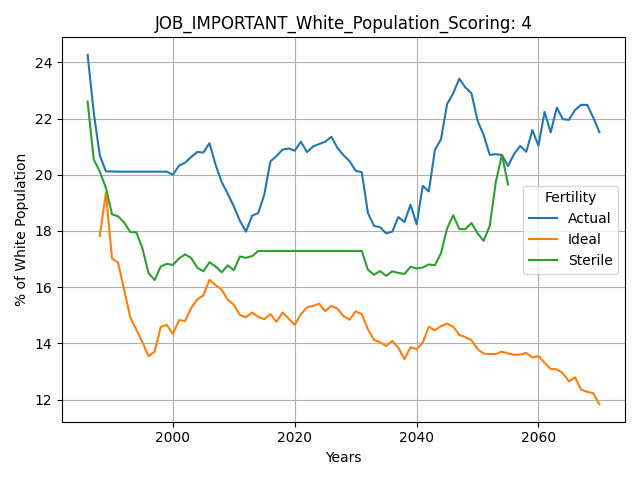 JOB_IMPORTANT_White_Population_Scoring: 4
% of White Population
24
22
20
18
16
14
12
Fertility
Actual
Ideal
Sterile
2000 2020 2040 2060
Years